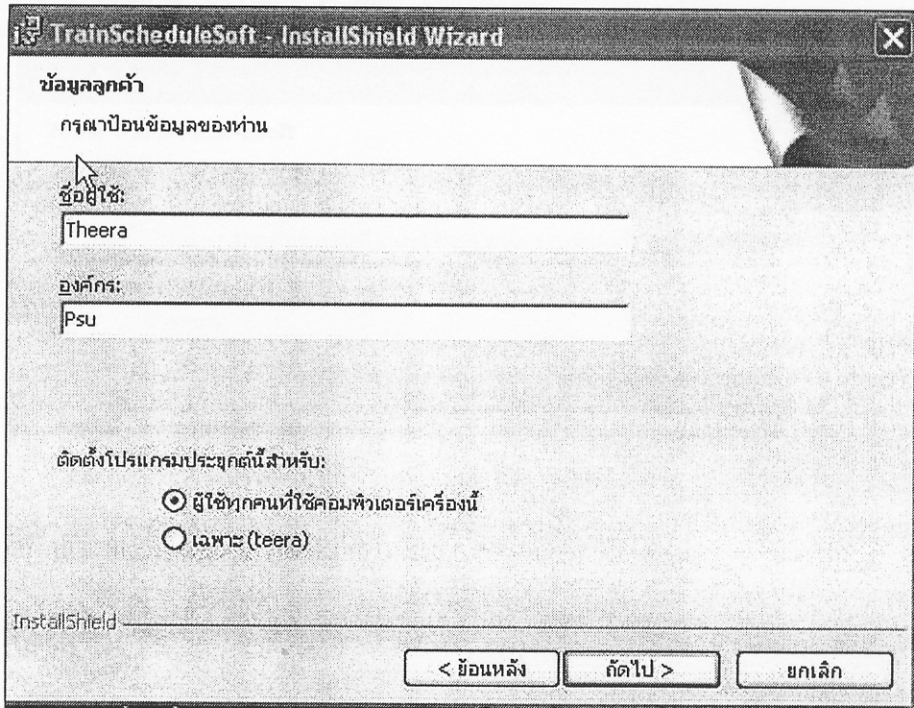 TrainScheduleSoft - InstallShield Wizard
ข้อมูลลูกค้า
กรุณาป้อนข้อมูลของท่าน
ชื่อผู้ใช้:
Theera
องค์กร:
Psu
ติดตั้งโปรแกรมประยุกต์นี้สำหรับ:
ผู้ใช้ทุกคนที่ใช้คอมพิวเตอร์เครื่องนี้
เฉพาะ (teera)
InstallShield
< ย้อนหลัง
ถัดไป >
ยกเลิก